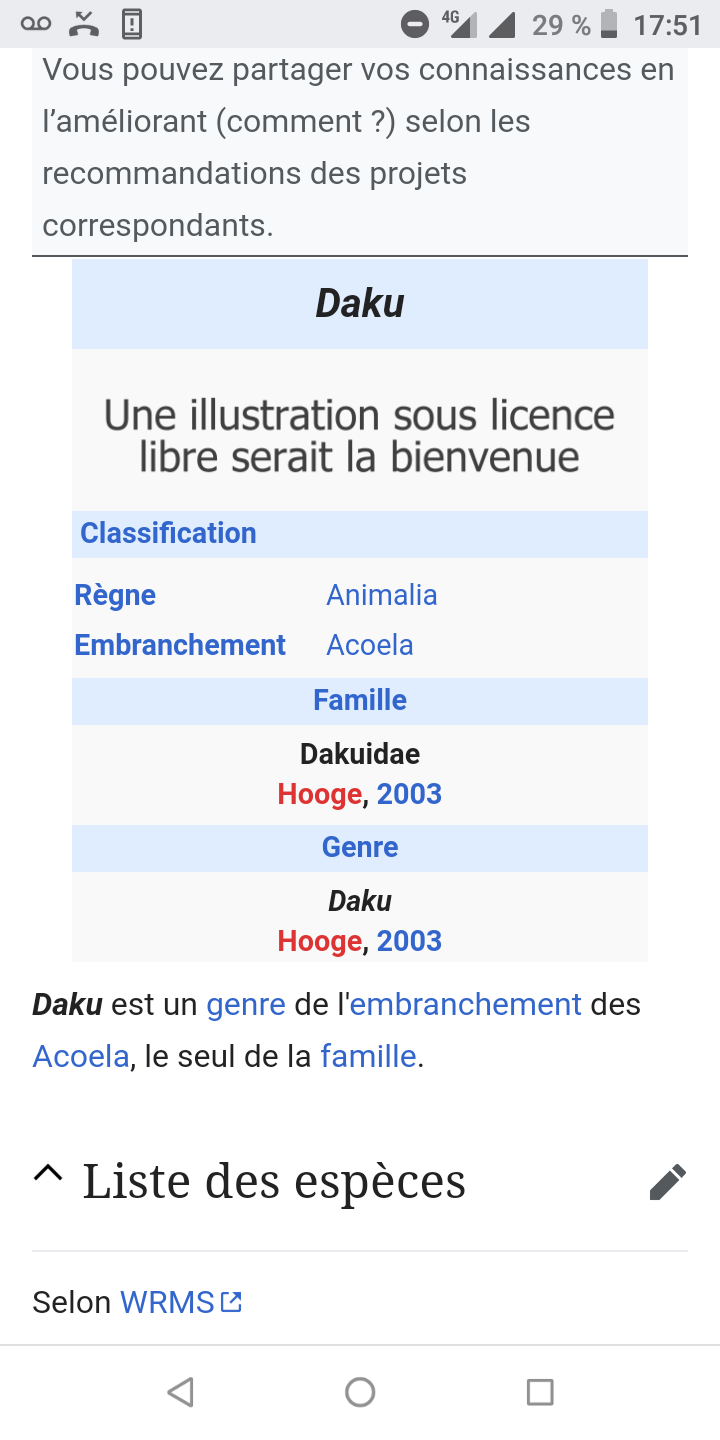 4G 29 % 17:51
Vous pouvez partager vos connaissances en
l’améliorant (comment ?) selon les
recommandations des projets
correspondants.
Daku
Une illustration sous licence
libre serait la bienvenue
Classification
Règne Animalia
Embranchement Acoela
Famille
Dakuidae
Hooge, 2003
Genre
Daku
Hooge, 2003
Daku est un genre de l'embranchement des
Acoela, le seul de la famille.
Liste des espèces
Selon WRMS